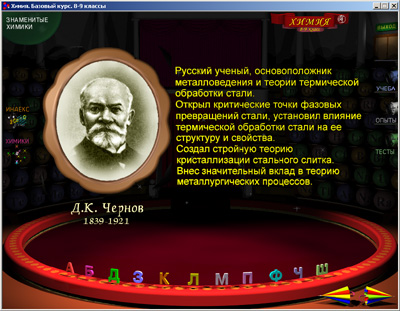 Химия. Базовый курс. 8-9 классы
ЗНАМЕНИТЫЕ
ХИМИКИ
ХИМИЯ
8-9 класс
ВЫВОД
Русский ученый, основоположник
металловедения и теории термической
обработки стали.
Открыл критические точки фазовых
превращений стали, установил влияние
термической обработки стали на ее
структуру и свойства.
Создал стройную теорию
кристаллизации стального слитка.
Внес значительный вклад в теорию
металлургических процессов.
ИНДЕКС
ХИМИКИ
УЧЕБА
ОПЫТЫ
ТЕСТЫ
Д.К. Чернов
1839-1921
А Б Д З К Л М П Ф Ч Ш